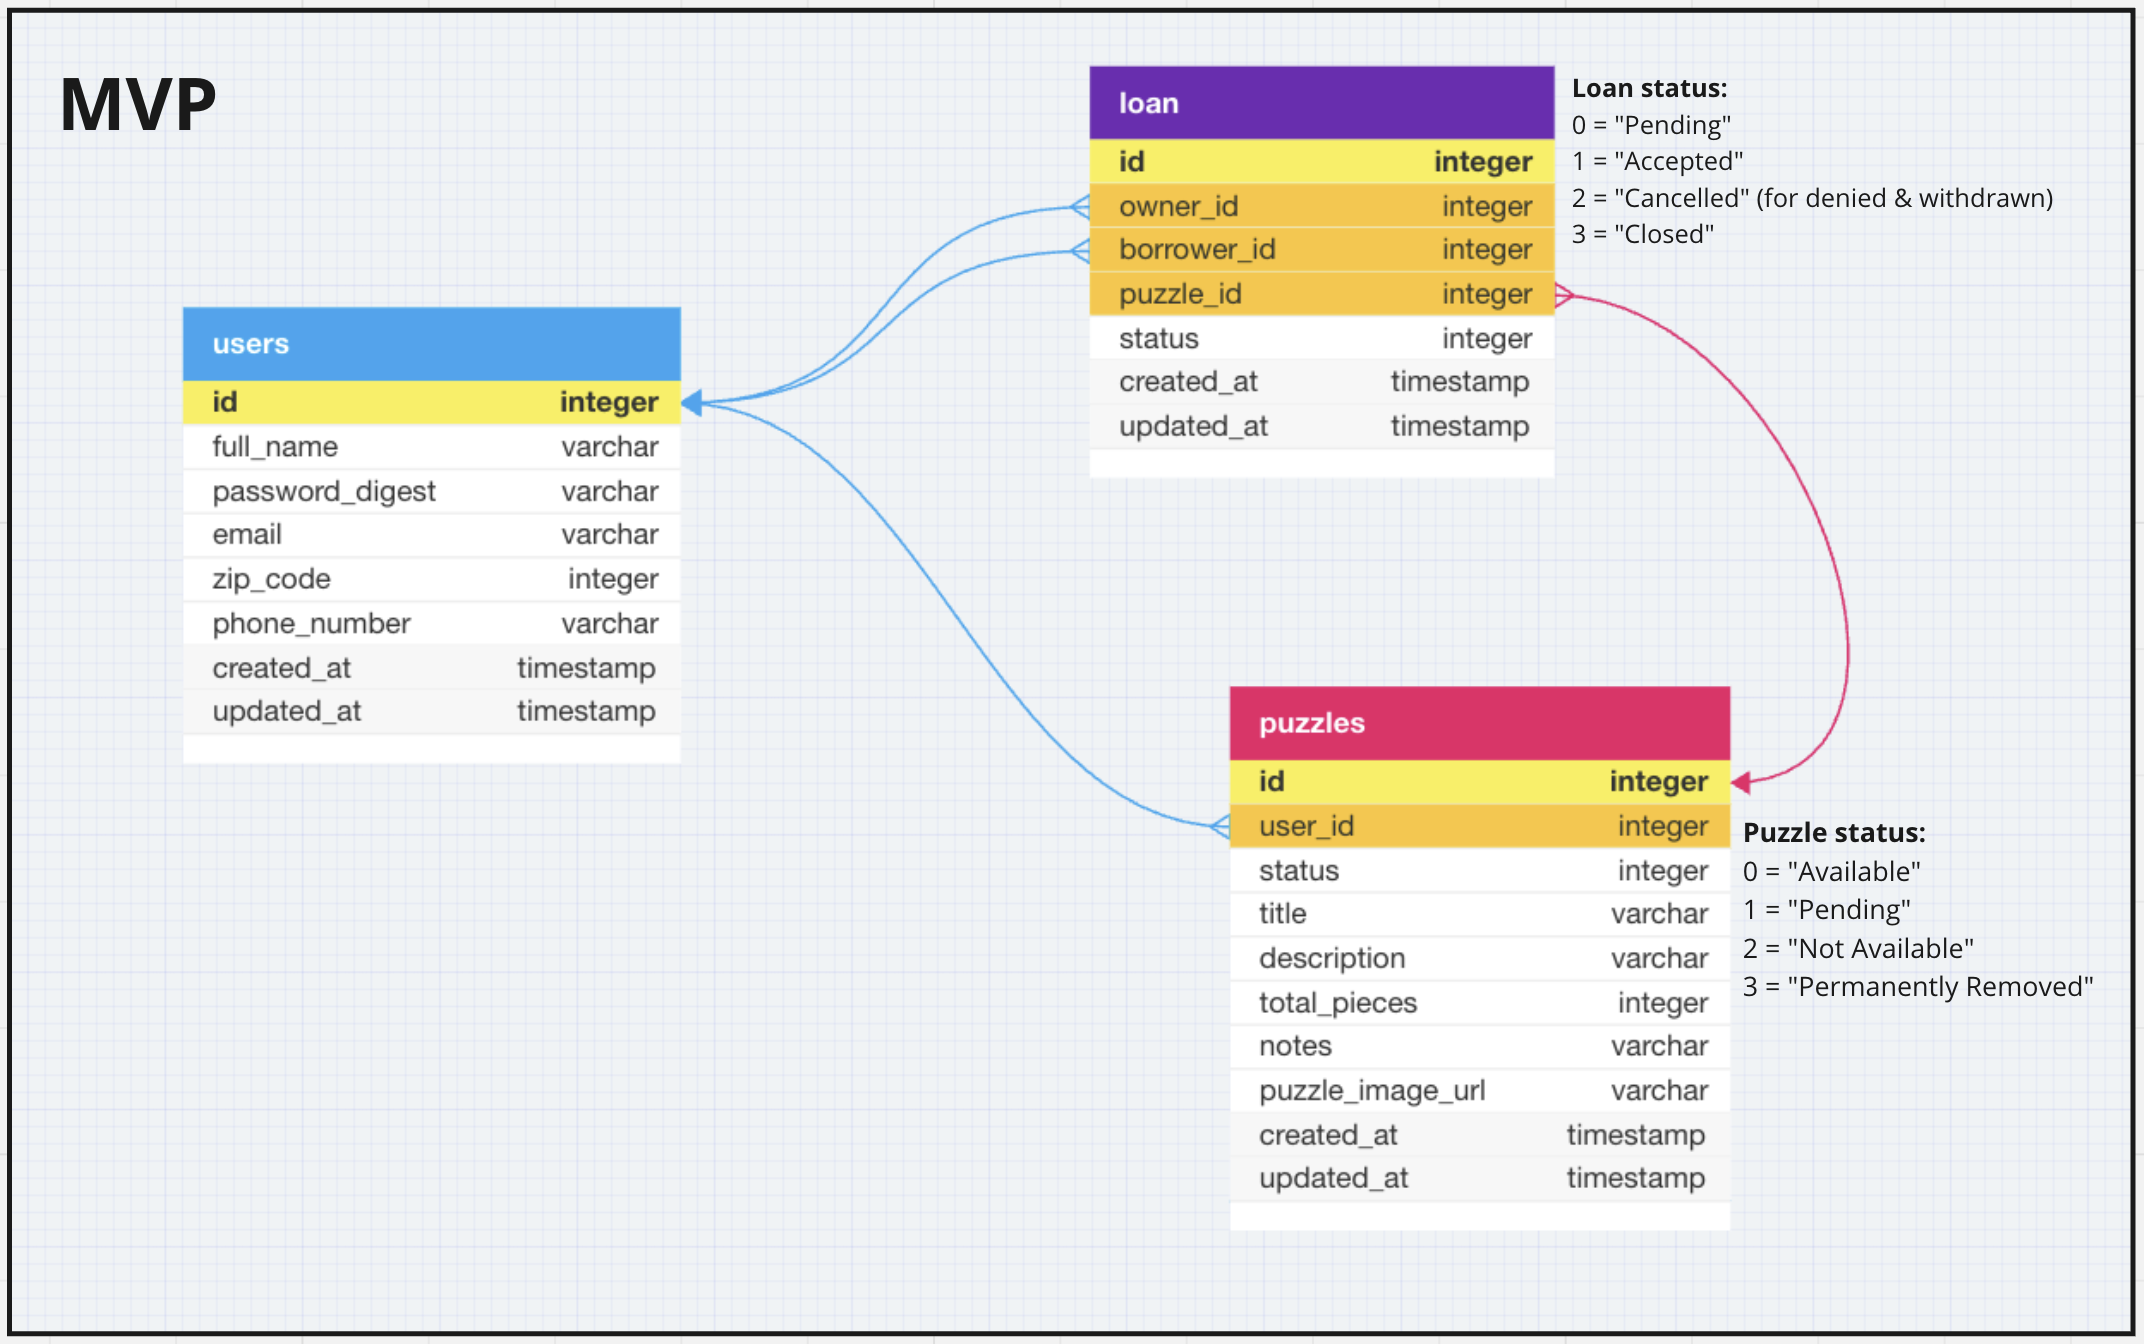 MVP
users
id integer
full_name varchar
password_digest varchar
email varchar
zip_code integer
phone_number varchar
created_at timestamp
updated_at timestamp
loan
id integer
owner_id integer
borrower_id integer
puzzle_id integer
status integer
created_at timestamp
updated_at timestamp
Loan status:
0 = "Pending"
1 = "Accepted"
2 = "Cancelled" (for denied & withdrawn)
3 = "Closed"
puzzles
id integer
user_id integer
status integer
title varchar
description varchar
total_pieces integer
notes varchar
puzzle_image_url varchar
created_at timestamp
updated_at timestamp
Puzzle status:
0 = "Available"
1 = "Pending"
2 = "Not Available"
3 = "Permanently Removed"